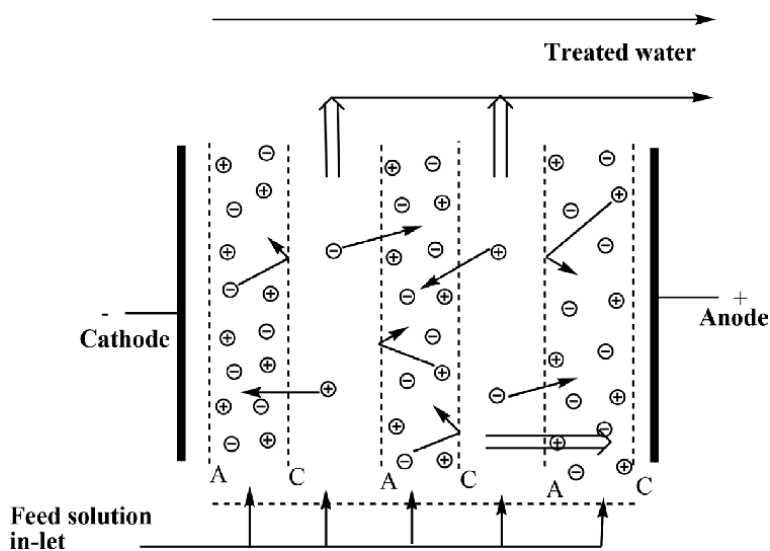 Treated water
-
Cathode
+
Anode
A C A C A C
Feed solution
in-let